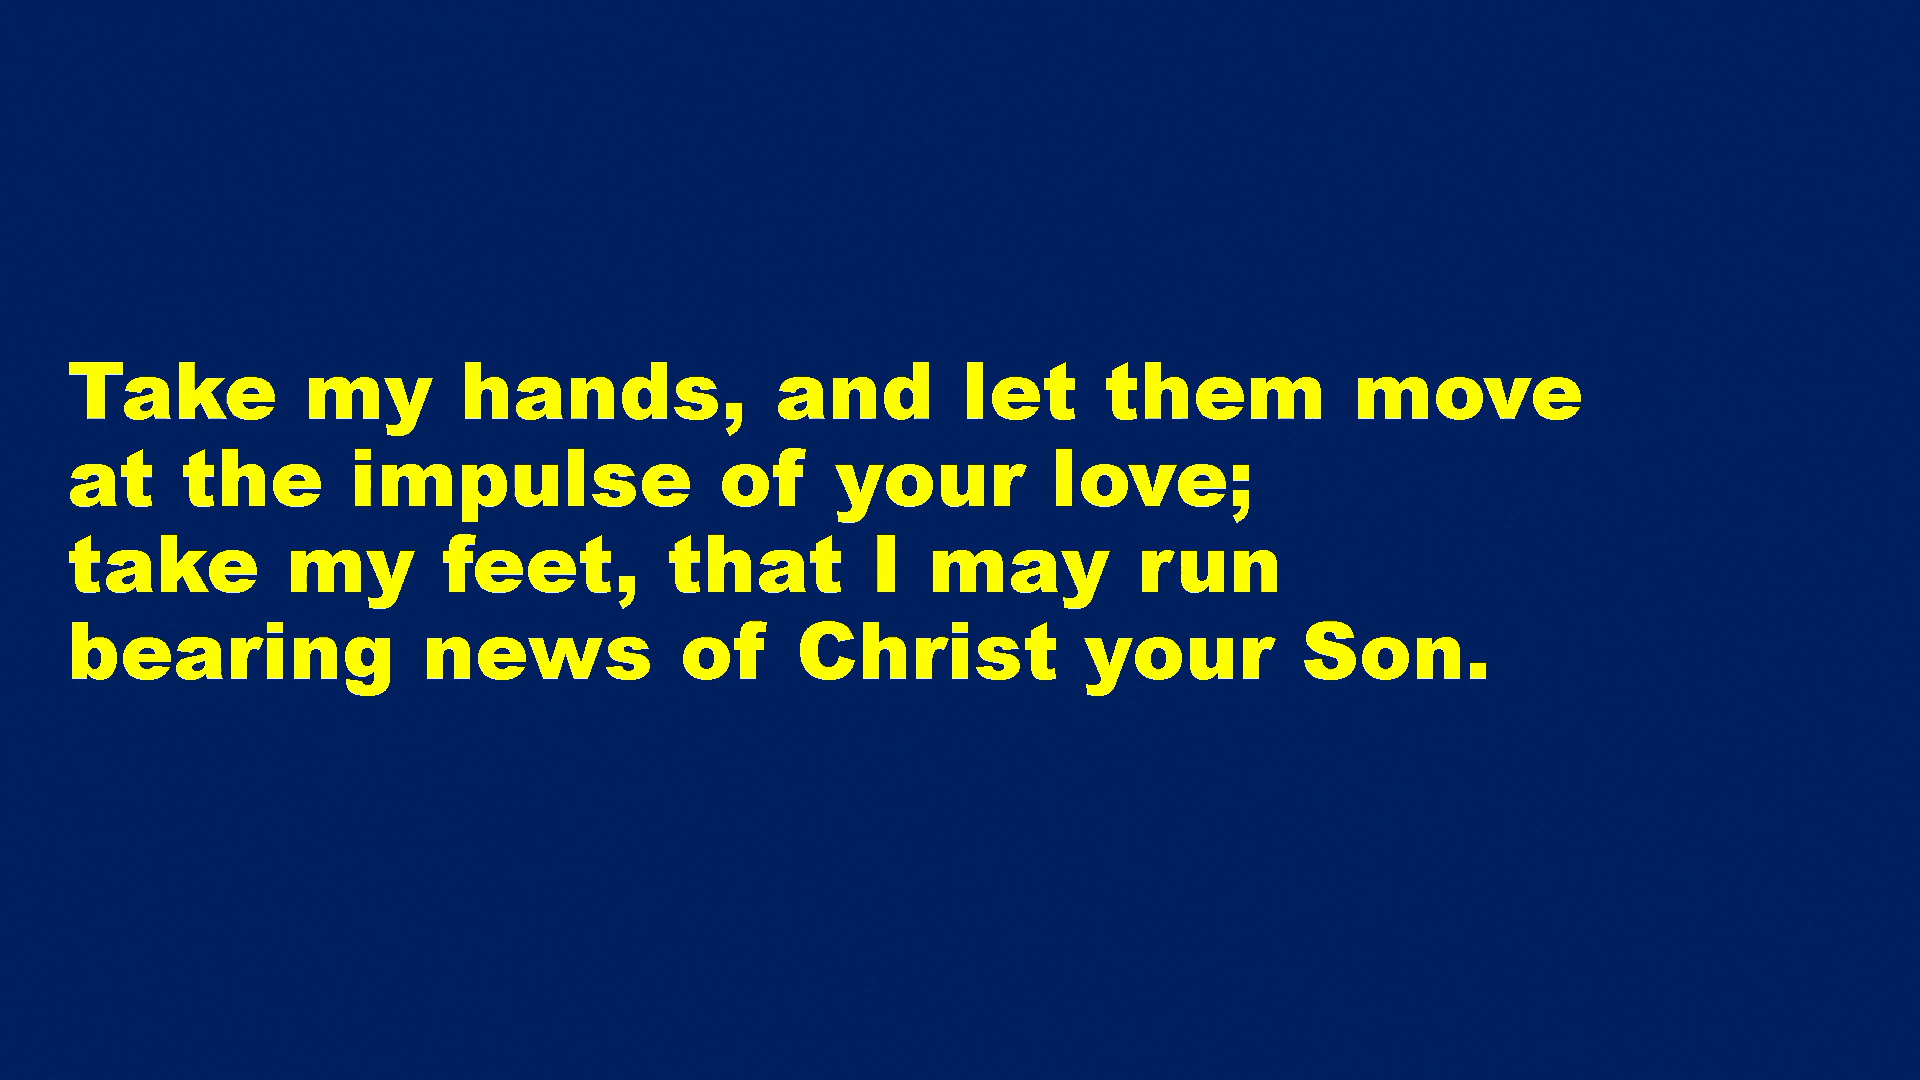 Take my hands, and let them move
at the impulse of your love;
take my feet, that I may run
bearing news of Christ your Son.